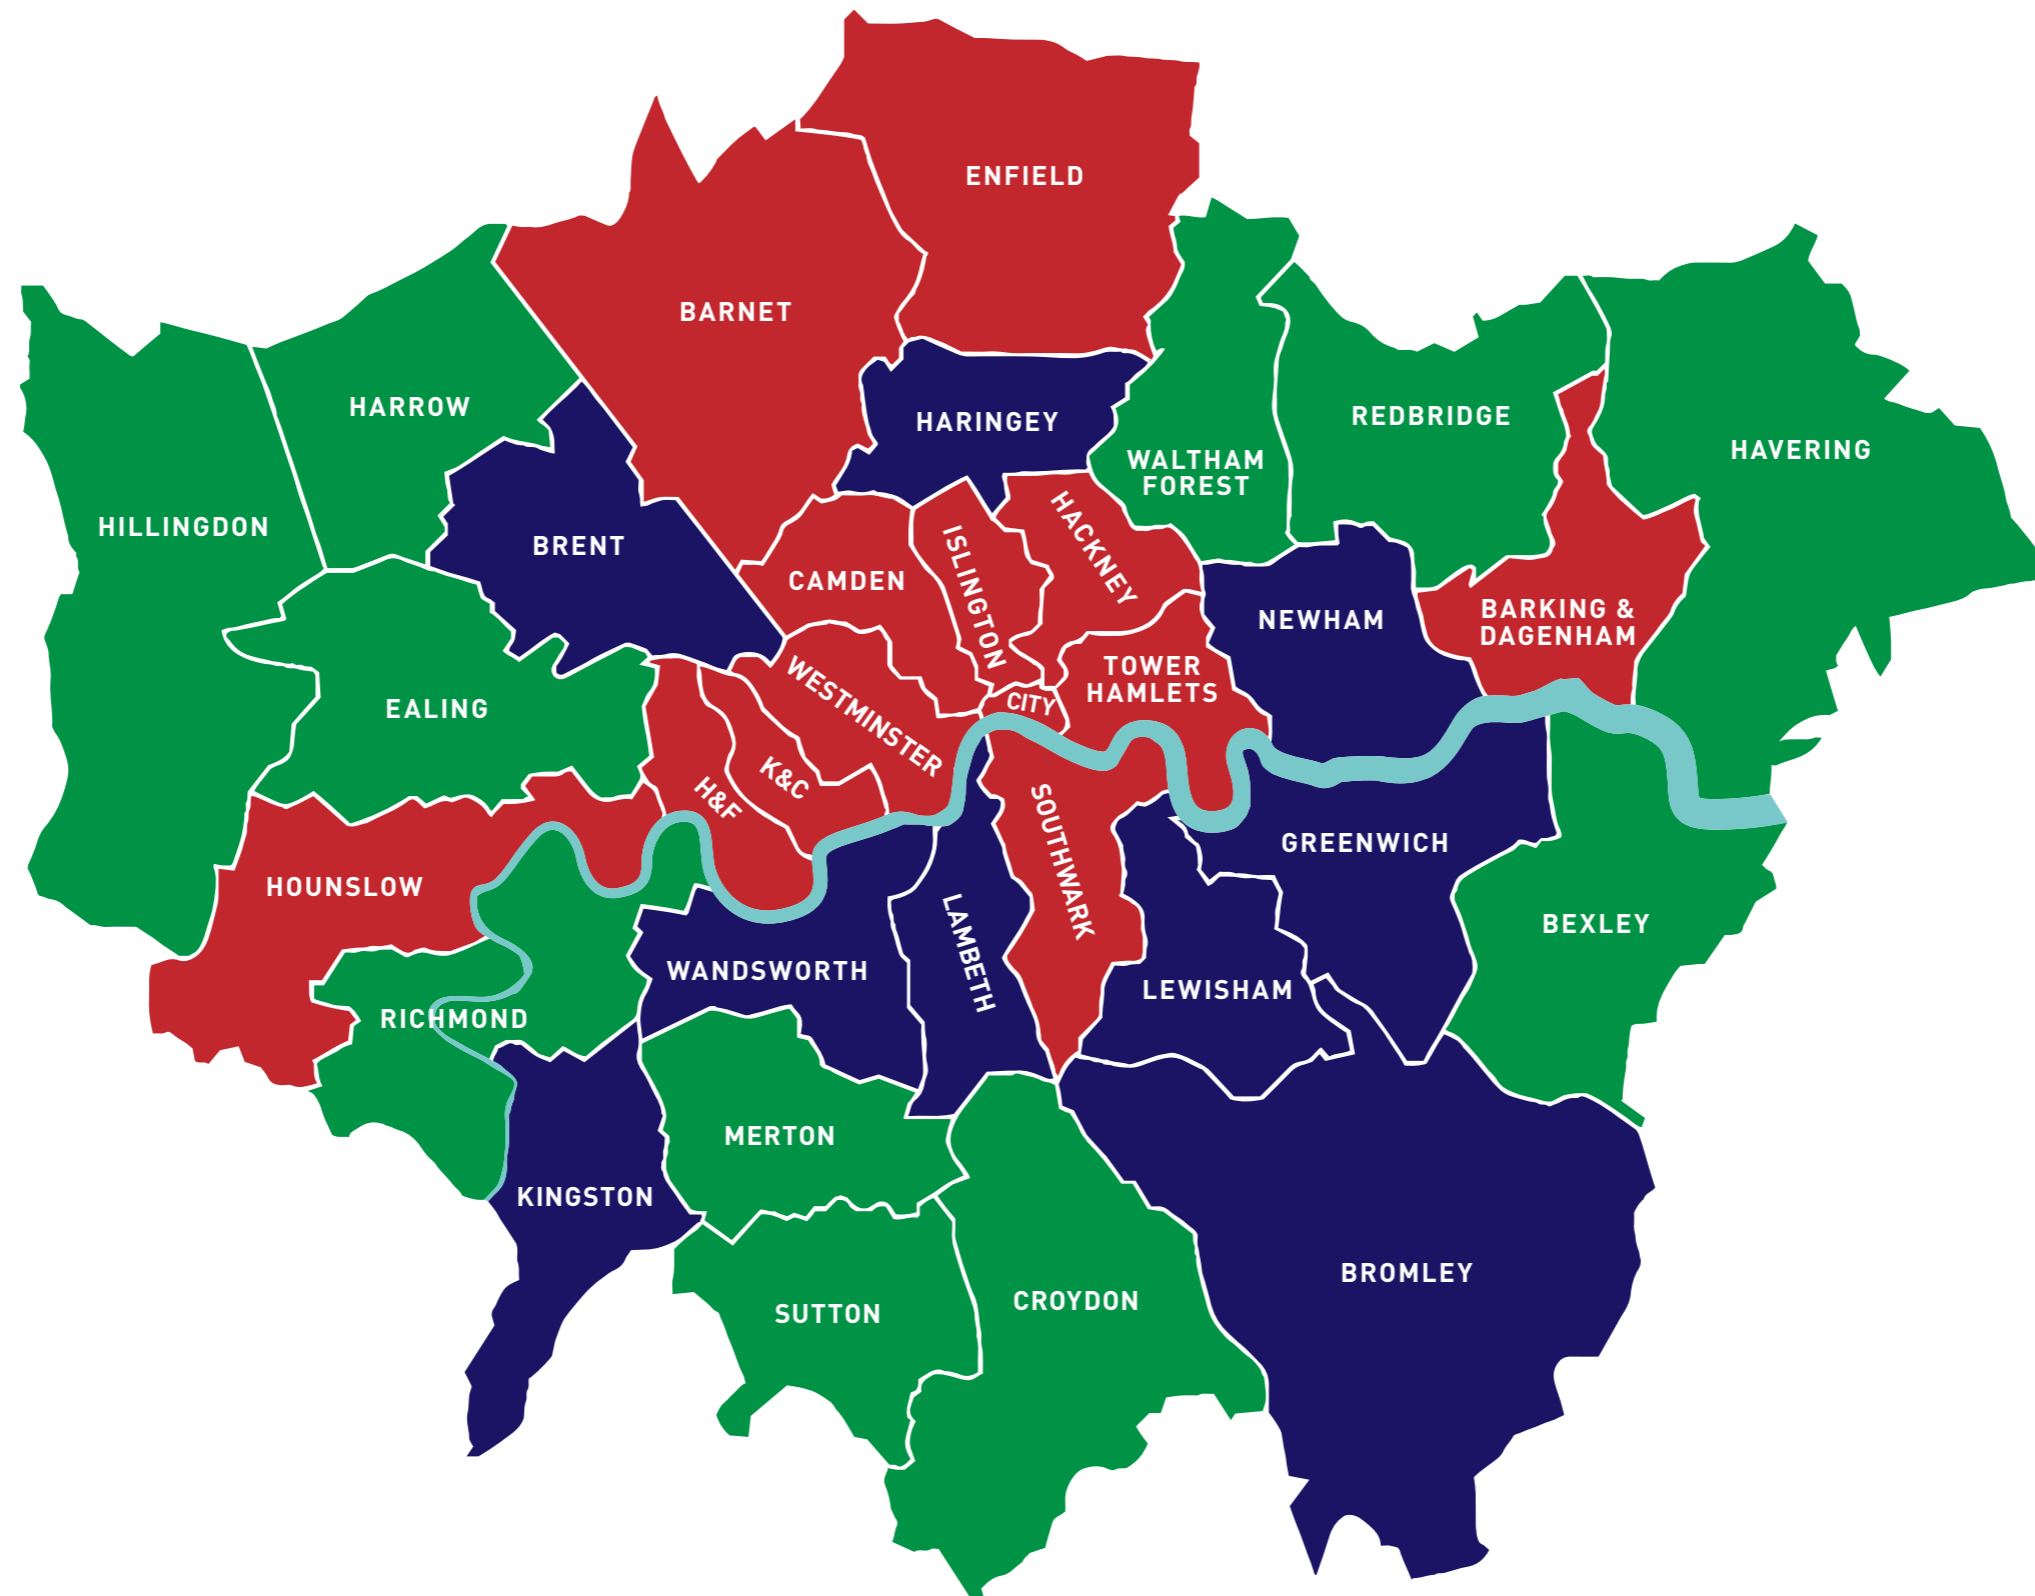 ENFIELD
BARNET
HARROW
HARINGEY
REDBRIDGE
HAVERING
WALTHAM
FOREST
HILLINGDON
BRENT
HACKNEY
ISLINGTON
CAMDEN
NEWHAM
BARKING &
DAGENHAM
EALING
WESTMINSTER
TOWER
HAMLETS
CITY
K&C
H&F
HOUNSLOW
SOUTHWARK
GREENWICH
BEXLEY
WANDSWORTH
LAMBETH
LEWISHAM
RICHMOND
MERTON
KINGSTON
BROMLEY
SUTTON
CROYDON